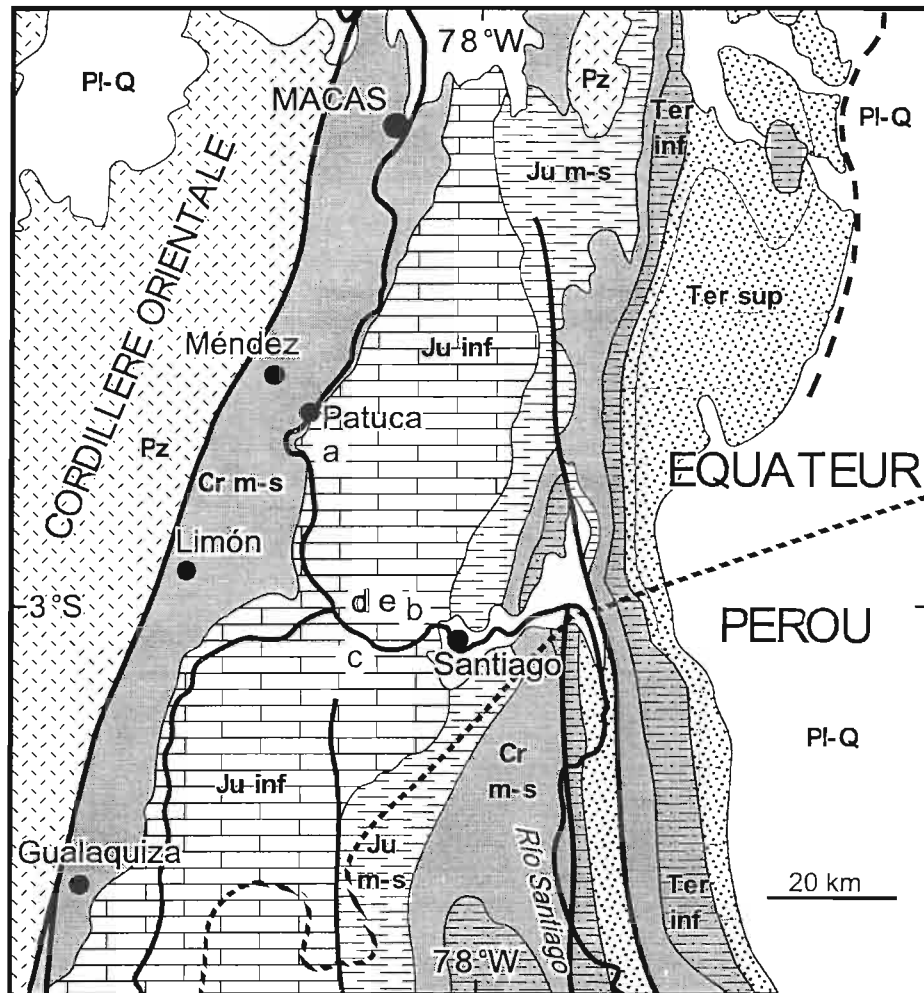 78°W
Pl-Q
Pz
MACAS
Ter
inf
Pl-Q
Ju m-s
CORDILLERE ORIENTALE
Ter sup
Méndez
Ju inf
Patuca
a
Pz
Cr m-s
EQUATEUR
Limón
3°S
d e b
PEROU
c
Santiago
Pl-Q
Cr
m-s
Ju inf
Ju
m-s
Gualaquiza
Río Santiago
Ter
inf
20 km
78°W